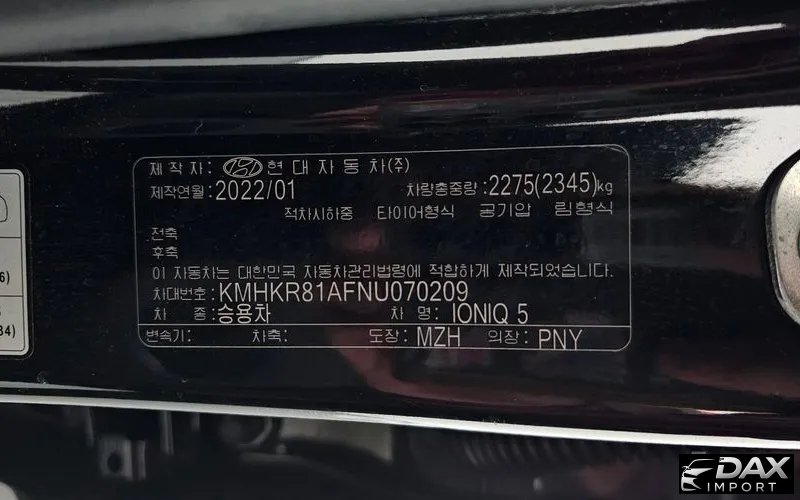 제작자: 현대자동차(주)
제작연월: 2022/01 차량총중량: 2275(2345)kg
적차시하중 타이어형식 공기압 림형식
전축
후축
이 자동차는 대한민국 자동차관리법령에 적합하게 제작되었습니다.
차대번호: KMHKR81AFNU070209
차 종: 승용차 차 명: IONIQ 5
변속기: 차축: 도장: MZH 의장: PNY
6)
34)
DAX
IMPORT